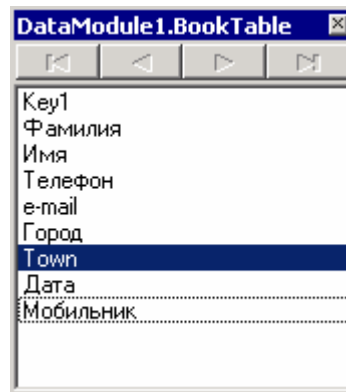 DataModule1.BookTable
Key1
Фамилия
Имя
Телефон
e-mail
Город
Town
Дата
Мобильник